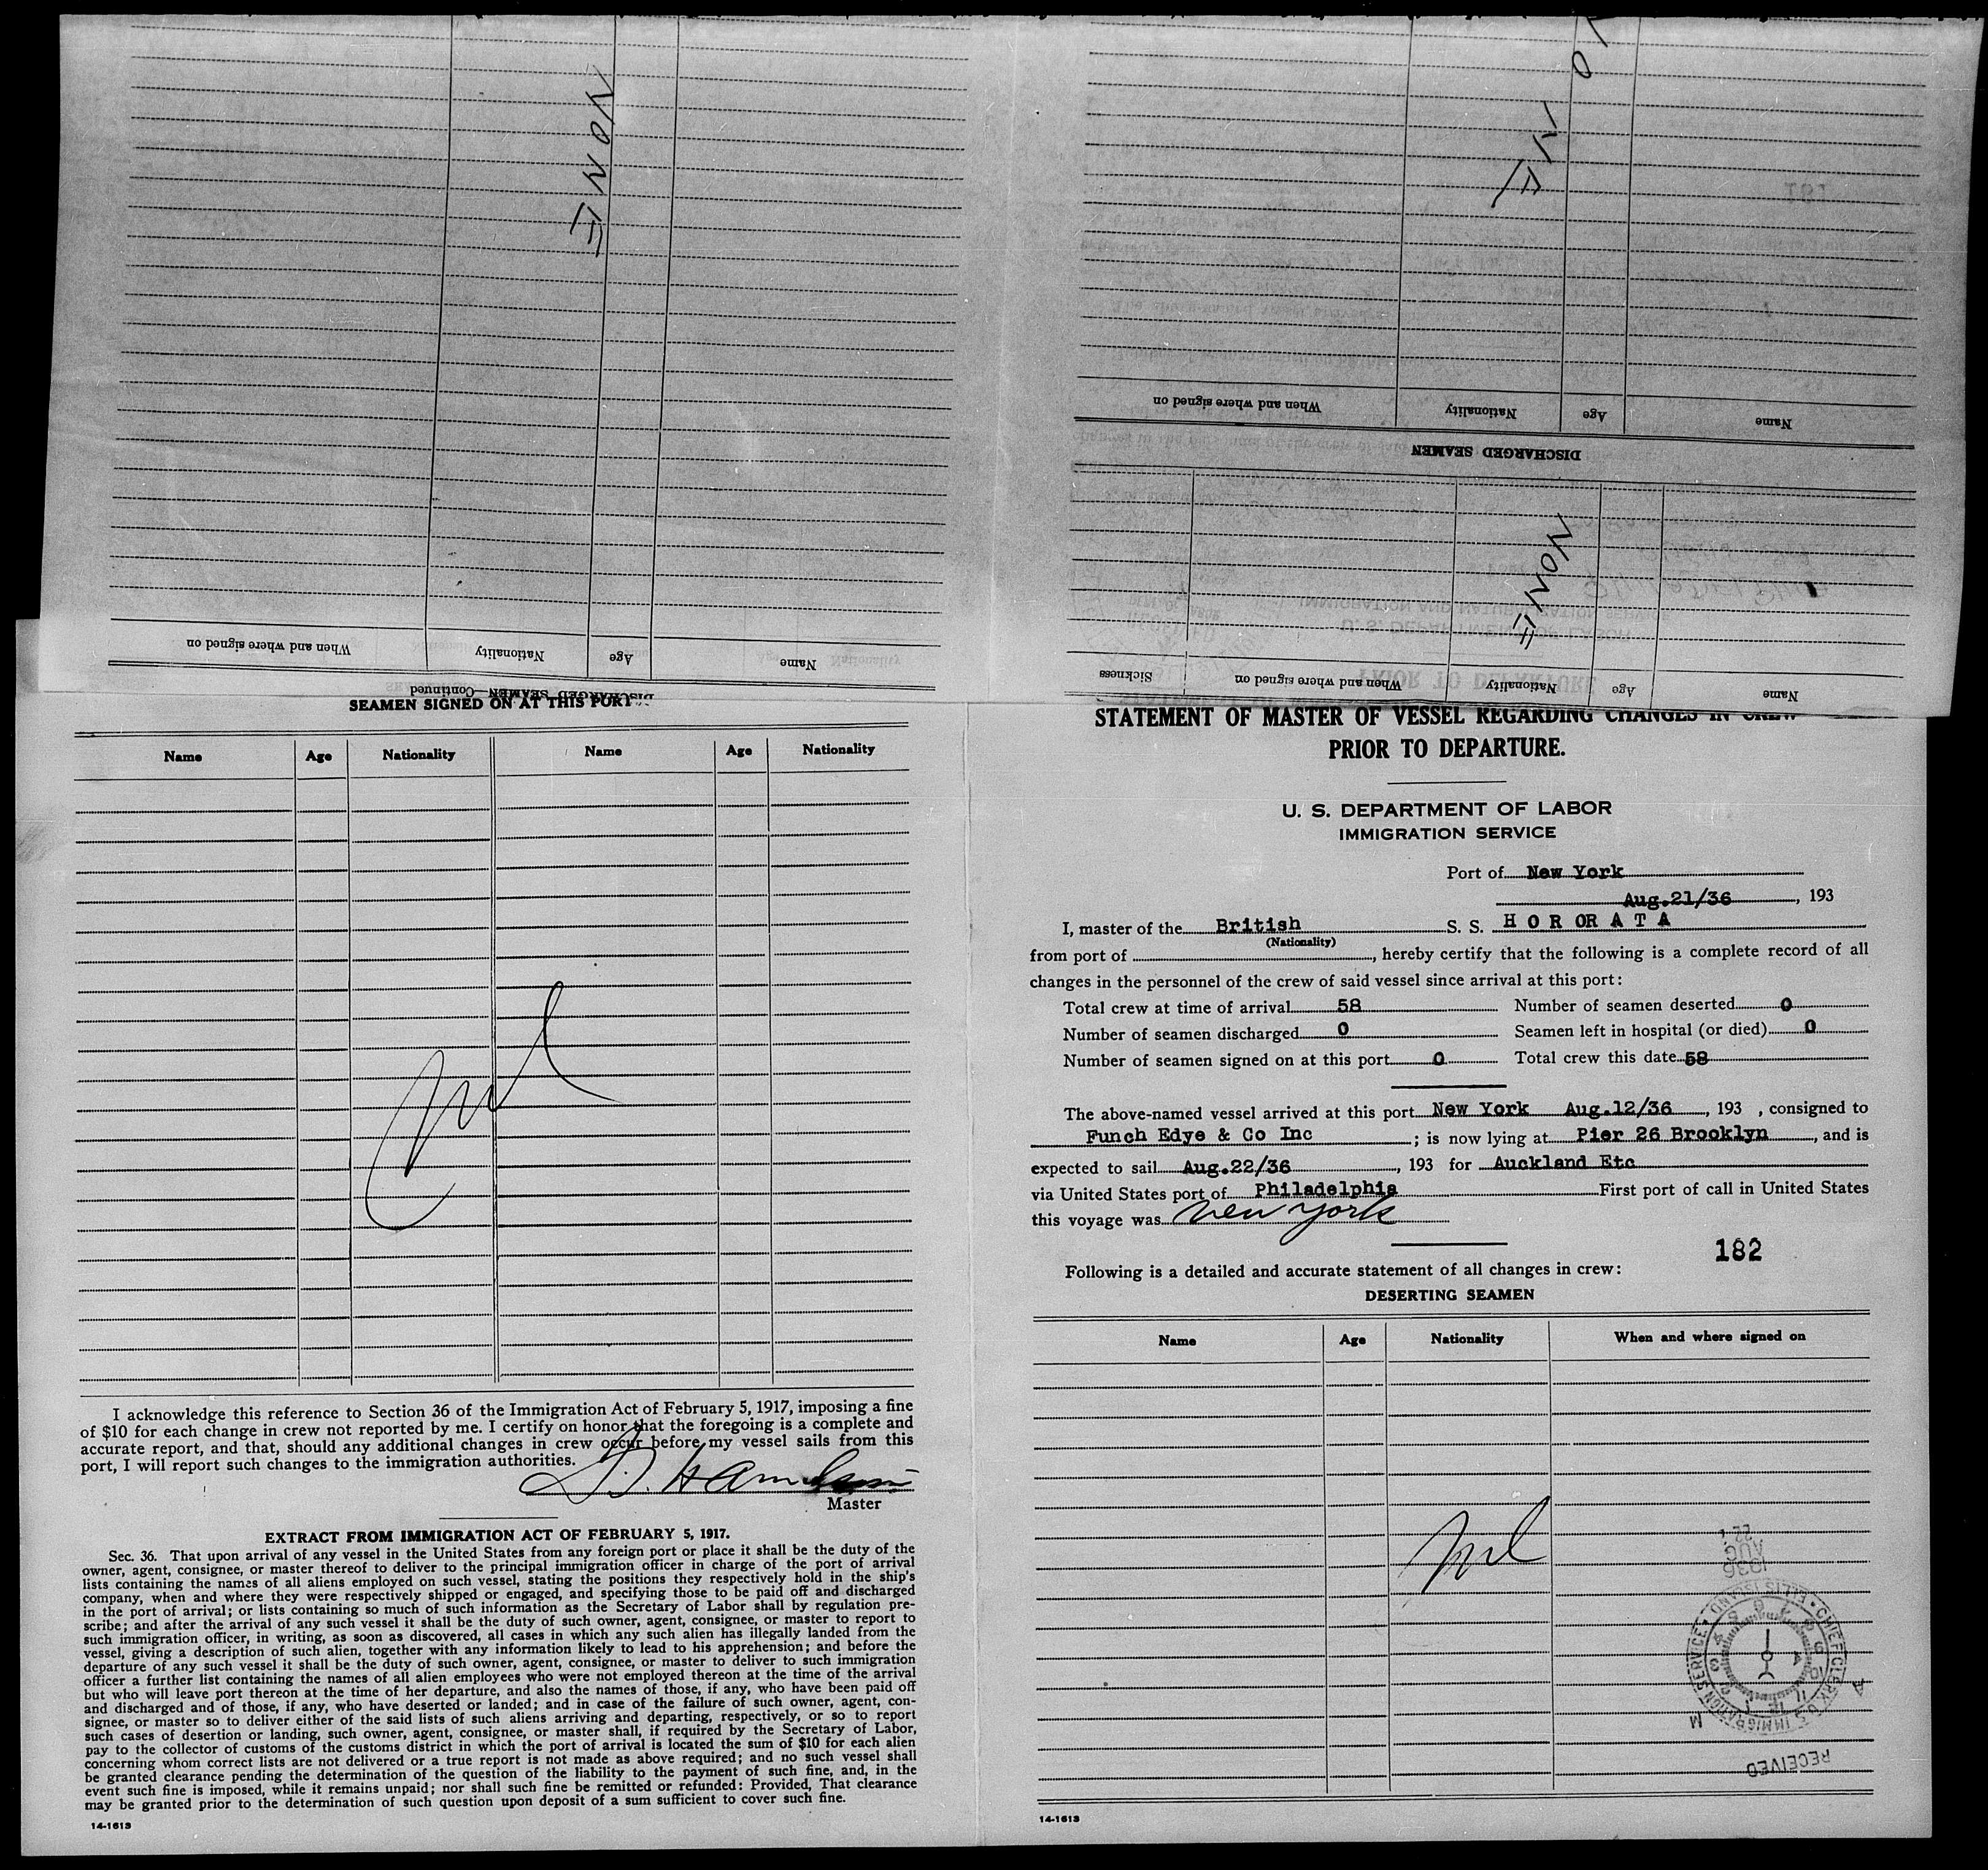 NONE
When and where signed on Nationality Age Name
DISCHARGED SEAMEN—Continued
NONE
When and where signed on Nationality Age Name
DISCHARGED SEAMEN
NONE
Sickness When and where signed on Nationality Age Name
SEAMEN SIGNED ON AT THIS PORT
Name Age Nationality Name Age Nationality
Nil
I acknowledge this reference to Section 36 of the Immigration Act of February 5, 1917, imposing a fine
of $10 for each change in crew not reported by me. I certify on honor that the foregoing is a complete and
accurate report, and that, should any additional changes in crew occur before my vessel sails from this
port, I will report such changes to the immigration authorities.
Master
EXTRACT FROM IMMIGRATION ACT OF FEBRUARY 5, 1917.
Sec. 36. That upon arrival of any vessel in the United States from any foreign port or place it shall be the duty of the
owner, agent, consignee, or master thereof to deliver to the principal immigration officer in charge of the port of arrival
lists containing the names of all aliens employed on such vessel, stating the positions they respectively hold in the ship's
company, when and where they were respectively shipped or engaged, and specifying those to be paid off and discharged
in the port of arrival; or lists containing so much of such information as the Secretary of Labor shall by regulation pre-
scribe; and after the arrival of any such vessel it shall be the duty of such owner, agent, consignee, or master to report to
such immigration officer, in writing, as soon as discovered, all cases in which any such alien has illegally landed from the
vessel, giving a description of such alien, together with any information likely to lead to his apprehension; and before the
departure of any such vessel it shall be the duty of such owner, agent, consignee, or master to deliver to such immigration
officer a further list containing the names of all alien employees who were not employed thereon at the time of the arrival
but who will leave port thereon at the time of her departure, and also the names of those, if any, who have been paid off
and discharged and of those, if any, who have deserted or landed; and in case of the failure of such owner, agent, con-
signee, or master so to deliver either of the said lists of such aliens arriving and departing, respectively, or so to report
such cases of desertion or landing, such owner, agent, consignee, or master shall, if required by the Secretary of Labor,
pay to the collector of customs of the customs district in which the port of arrival is located the sum of $10 for each alien
concerning whom correct lists are not delivered or a true report is not made as above required; and no such vessel shall
be granted clearance pending the determination of the question of the liability to the payment of such fine, and, in the
event such fine is imposed, while it remains unpaid; nor shall such fine be remitted or refunded: Provided, That clearance
may be granted prior to the determination of such question upon deposit of a sum sufficient to cover such fine.
14-1613
STATEMENT OF MASTER OF VESSEL REGARDING CHANGES IN CREW
PRIOR TO DEPARTURE.
U. S. DEPARTMENT OF LABOR
IMMIGRATION SERVICE
Port of New York
Aug.21/36, 193
I, master of the British S. S. HORORATA
(Nationality)
from port of , hereby certify that the following is a complete record of all
changes in the personnel of the crew of said vessel since arrival at this port:
Total crew at time of arrival 58 Number of seamen deserted 0
Number of seamen discharged 0 Seamen left in hospital (or died) 0
Number of seamen signed on at this port 0 Total crew this date 58
The above-named vessel arrived at this port New York Aug.12/36, 193 , consigned to
Funch Edye & Co Inc ; is now lying at Pier 26 Brooklyn, and is
expected to sail Aug.22/36, 193 for Auckland Etc
via United States port of Philadelphia First port of call in United States
this voyage was New York
182
Following is a detailed and accurate statement of all changes in crew:
DESERTING SEAMEN
Name Age Nationality When and where signed on
Nil
1936
AUG
22
CHIEF CLERK U S IMMIGRATION SERVICE ELLIS ISLAND
A M
RECEIVED
14-1613